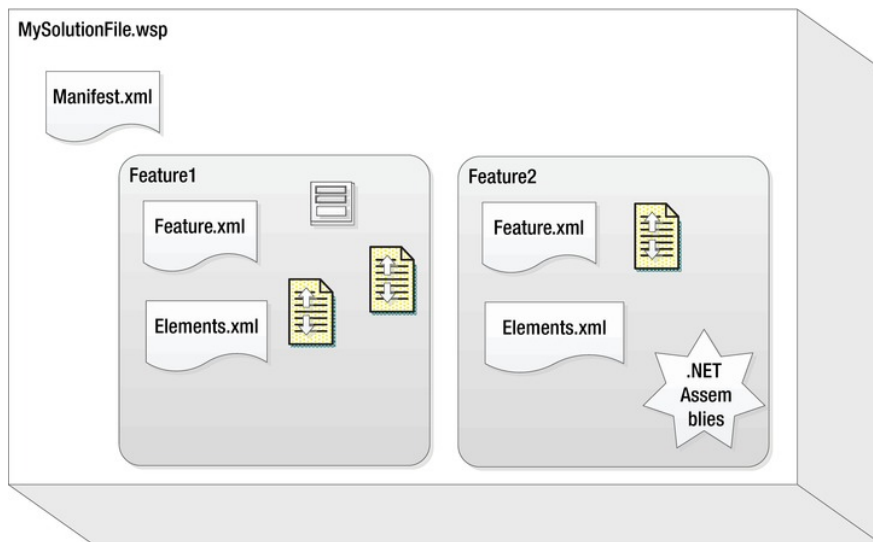 MySolutionFile.wsp
Manifest.xml
Feature1
Feature.xml
Elements.xml
Feature2
Feature.xml
Elements.xml
.NET
Assem
blies